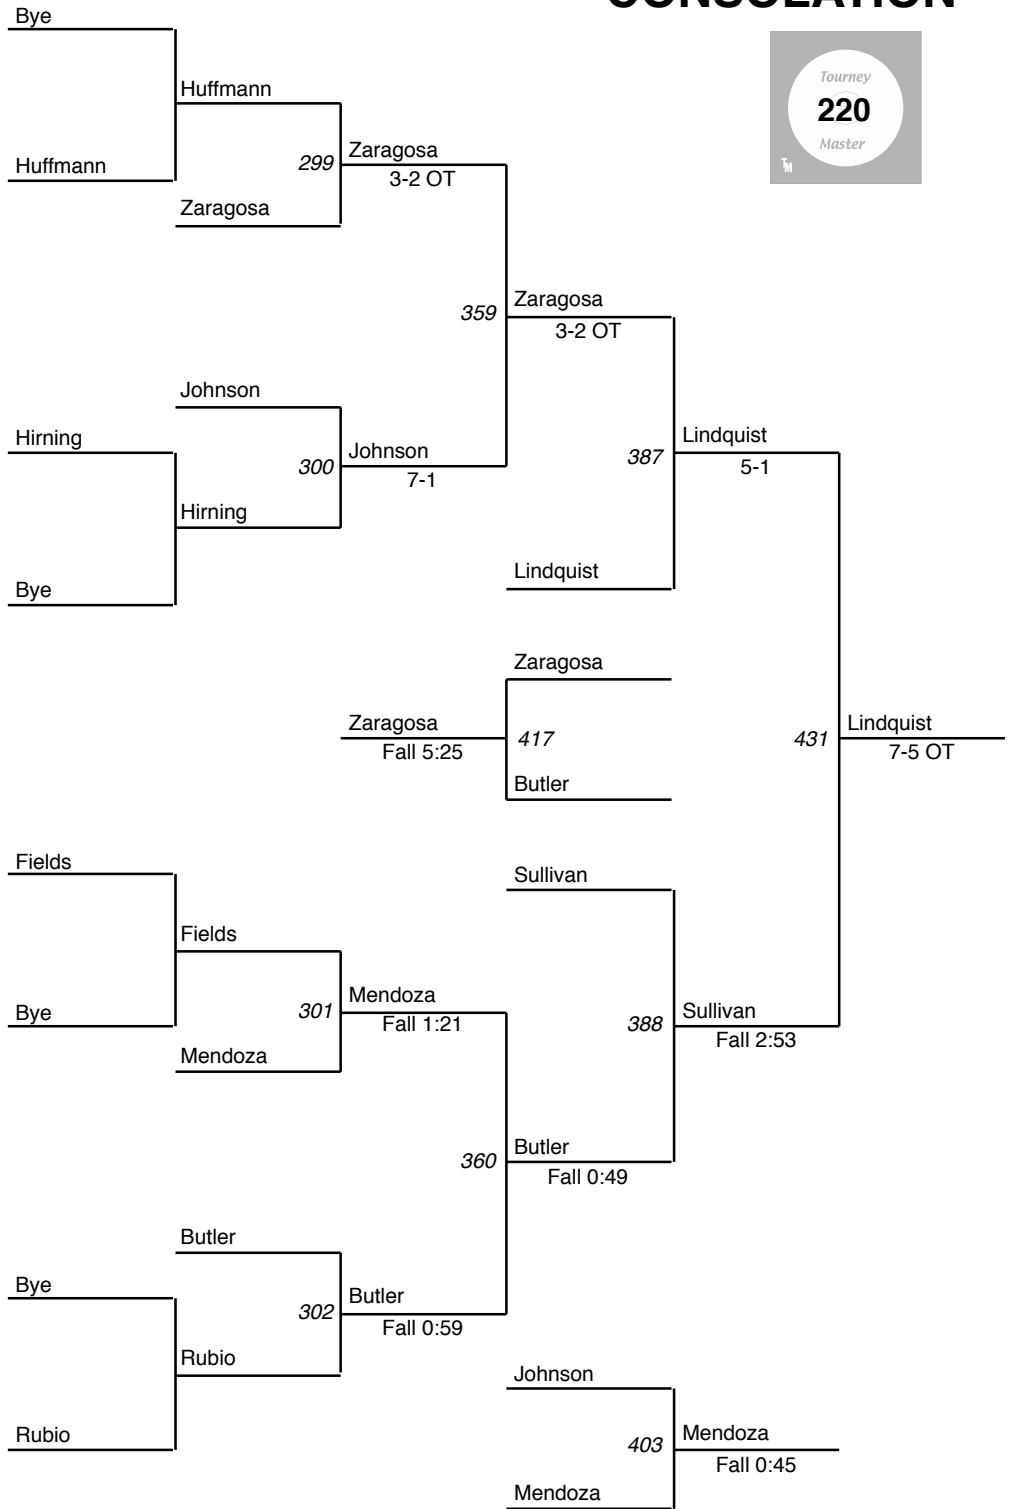 CONSOLATION
Tourney
220
Master
TM
Bye
Huffmann
Huffmann
Zaragosa
299
Zaragosa
3-2 OT
359
Zaragosa
3-2 OT
Johnson
Hirning
Hirning
Bye
300
Johnson
7-1
387
Lindquist
5-1
Lindquist
Zaragosa
Zaragosa
Fall 5:25
417
Butler
431
Lindquist
7-5 OT
Fields
Fields
Bye
Mendoza
301
Mendoza
Fall 1:21
Sullivan
388
Sullivan
Fall 2:53
360
Butler
Fall 0:49
Butler
Bye
Rubio
Rubio
302
Butler
Fall 0:59
Johnson
403
Mendoza
Fall 0:45
Mendoza